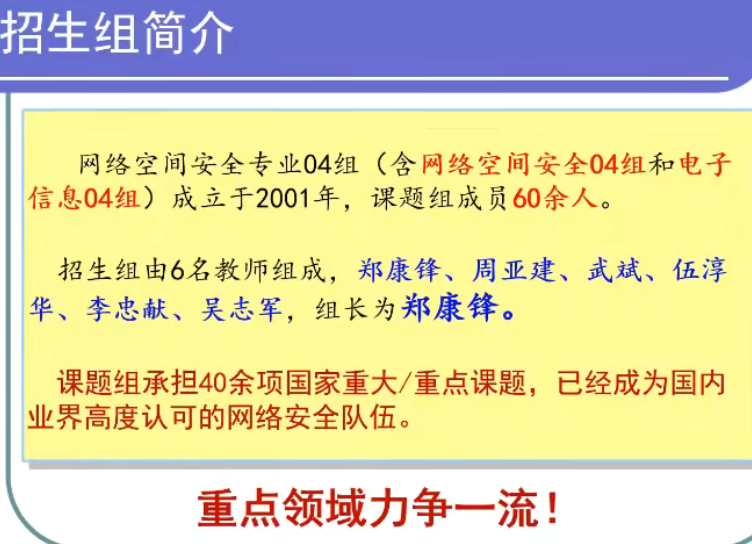 招生组简介
网络空间安全专业04组（含网络空间安全04组和电子
信息04组）成立于2001年，课题组成员60余人。
招生组由6名教师组成，郑康锋、周亚建、武斌、伍淳
华、李忠献、吴志军，组长为郑康锋。
课题组承担40余项国家重大/重点课题，已经成为国内
业界高度认可的网络安全队伍。
重点领域力争一流！